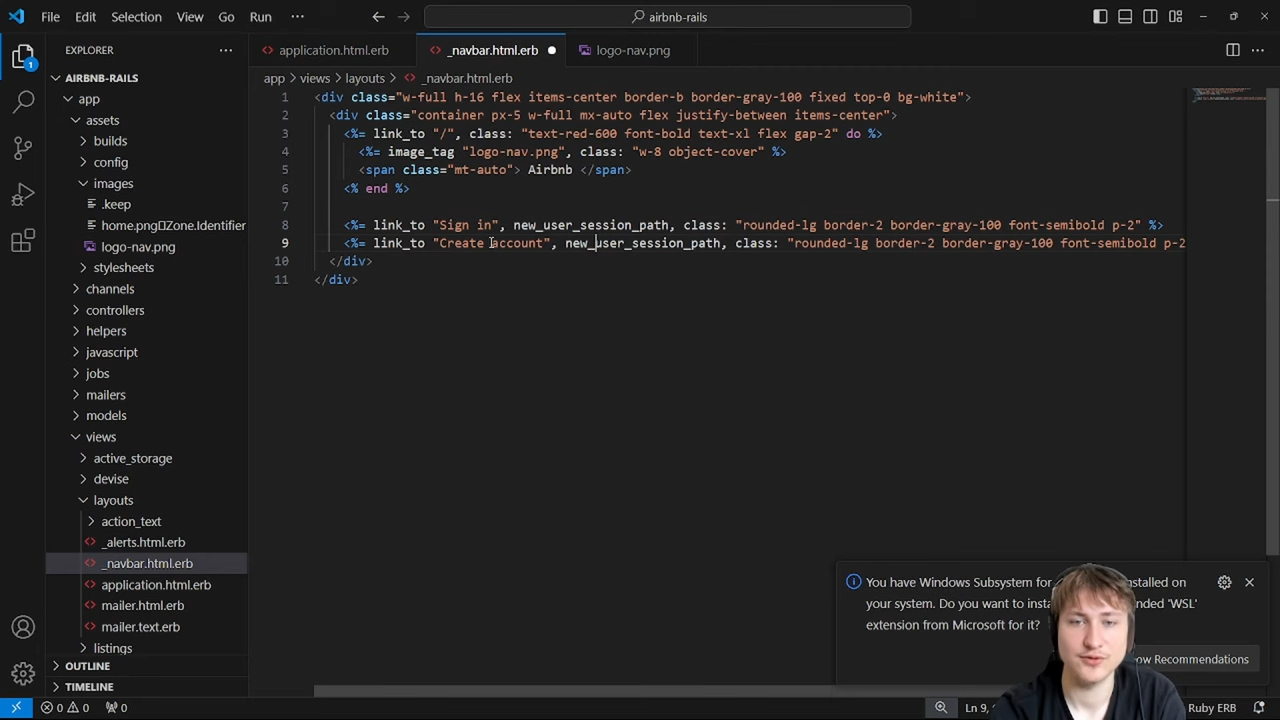 File Edit Selection View Go Run ···
airbnb-rails
EXPLORER ···
application.html.erb
_navbar.html.erb
logo-nav.png
AIRBNB-RAILS
app > views > layouts > _navbar.html.erb
app
assets
builds
config
images
.keep
home.png▯Zone.Identifier
logo-nav.png
stylesheets
channels
controllers
helpers
javascript
jobs
mailers
models
views
active_storage
devise
layouts
action_text
_alerts.html.erb
_navbar.html.erb
application.html.erb
mailer.html.erb
mailer.text.erb
listings
OUTLINE
TIMELINE
1 <div class="w-full h-16 flex items-center border-b border-gray-100 fixed top-0 bg-white">
2 <div class="container px-5 w-full mx-auto flex justify-between items-center">
3 <%= link_to "/", class: "text-red-600 font-bold text-xl flex gap-2" do %>
4 <%= image_tag "logo-nav.png", class: "w-8 object-cover" %>
5 <span class="mt-auto"> Airbnb </span>
6 <% end %>
7
8 <%= link_to "Sign in", new_user_session_path, class: "rounded-lg border-2 border-gray-100 font-semibold p-2" %>
9 <%= link_to "Create account", new_user_session_path, class: "rounded-lg border-2 border-gray-100 font-semibold p-2
10 </div>
11 </div>
1
You have Windows Subsystem for installed on
your system. Do you want to 'WSL'
extension from Microsoft for it?
Recommendations
0 0 0
Ln 9,
Ruby ERB